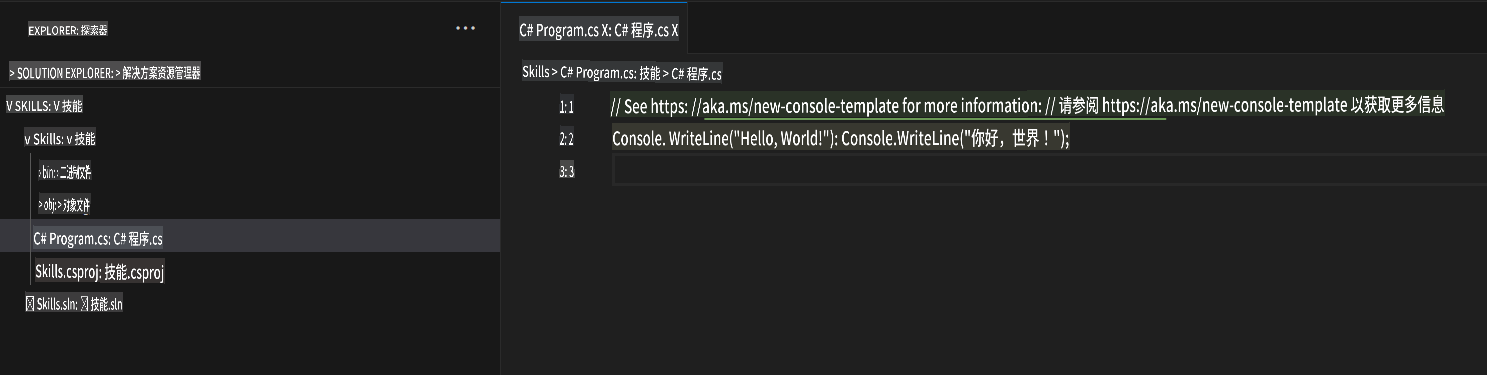 EXPLORER: 探索器
> SOLUTION EXPLORER: > 解决方案资源管理器
V SKILLS: V 技能
v Skills: v 技能
> bin: > 二进制文件
> obj: > 对象文件
C# Program.cs: C# 程序.cs
Skills.csproj: 技能.csproj
Skills.sln: 技能.sln
C# Program.cs X: C# 程序.cs X
Skills > C# Program.cs: 技能 > C# 程序.cs
1: 1 // See https: //aka.ms/new-console-template for more information: // 请参阅 https://aka.ms/new-console-template 以获取更多信息
2: 2 Console. WriteLine("Hello, World!"): Console.WriteLine("你好，世界！");
3: 3